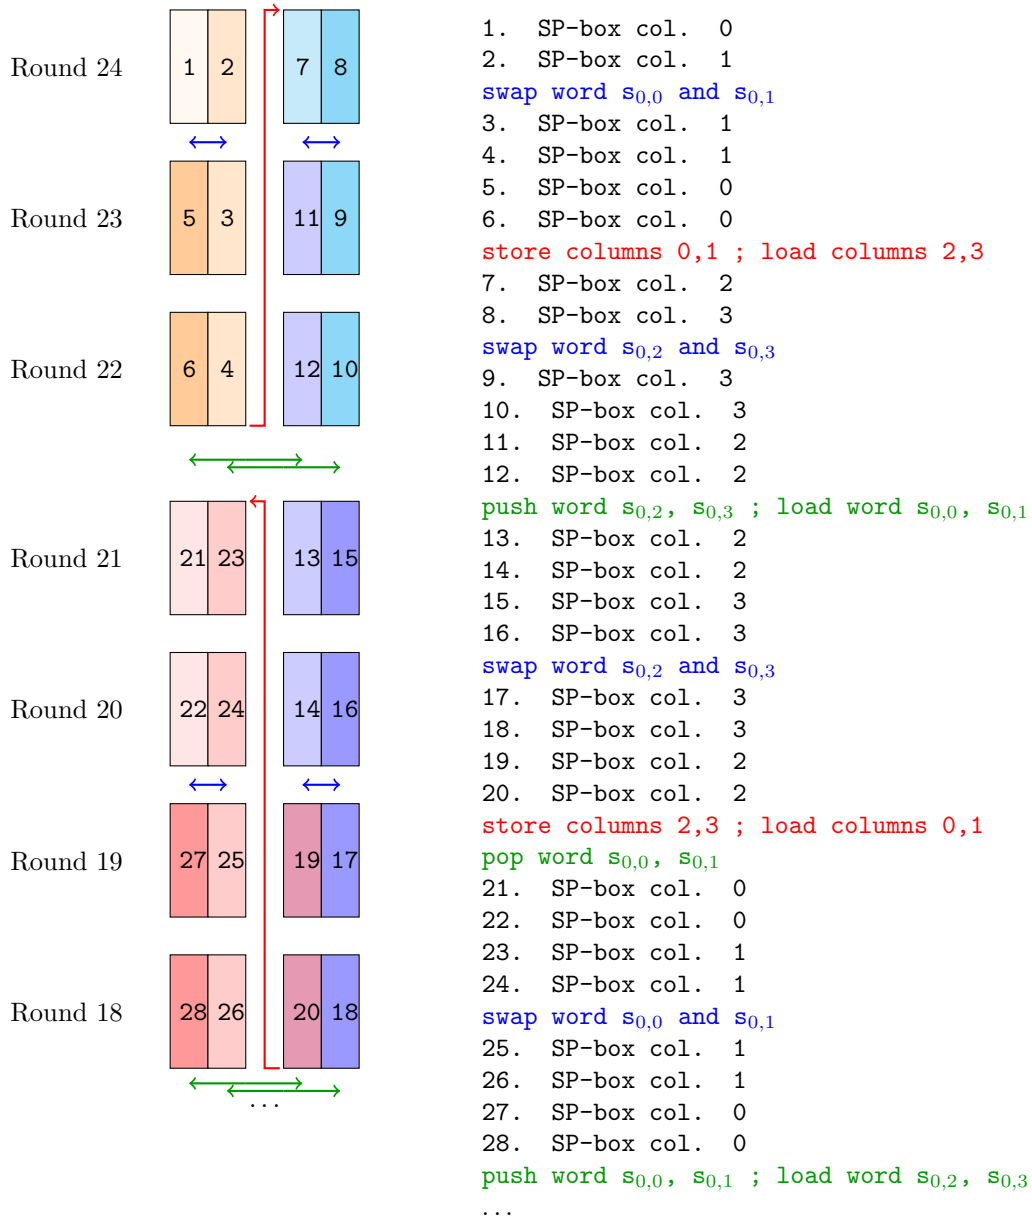 Round 24
1 2 7 8
Round 23
5 3 11 9
Round 22
6 4 12 10
Round 21
21 23 13 15
Round 20
22 24 14 16
Round 19
27 25 19 17
Round 18
28 26 20 18
...
1. SP-box col. 0
2. SP-box col. 1
swap word s0,0 and s0,1
3. SP-box col. 1
4. SP-box col. 1
5. SP-box col. 0
6. SP-box col. 0
store columns 0,1 ; load columns 2,3
7. SP-box col. 2
8. SP-box col. 3
swap word s0,2 and s0,3
9. SP-box col. 3
10. SP-box col. 3
11. SP-box col. 2
12. SP-box col. 2
push word s0,2, s0,3 ; load word s0,0, s0,1
13. SP-box col. 2
14. SP-box col. 2
15. SP-box col. 3
16. SP-box col. 3
swap word s0,2 and s0,3
17. SP-box col. 3
18. SP-box col. 3
19. SP-box col. 2
20. SP-box col. 2
store columns 2,3 ; load columns 0,1
pop word s0,0, s0,1
21. SP-box col. 0
22. SP-box col. 0
23. SP-box col. 1
24. SP-box col. 1
swap word s0,0 and s0,1
25. SP-box col. 1
26. SP-box col. 1
27. SP-box col. 0
28. SP-box col. 0
push word s0,0, s0,1 ; load word s0,2, s0,3
...